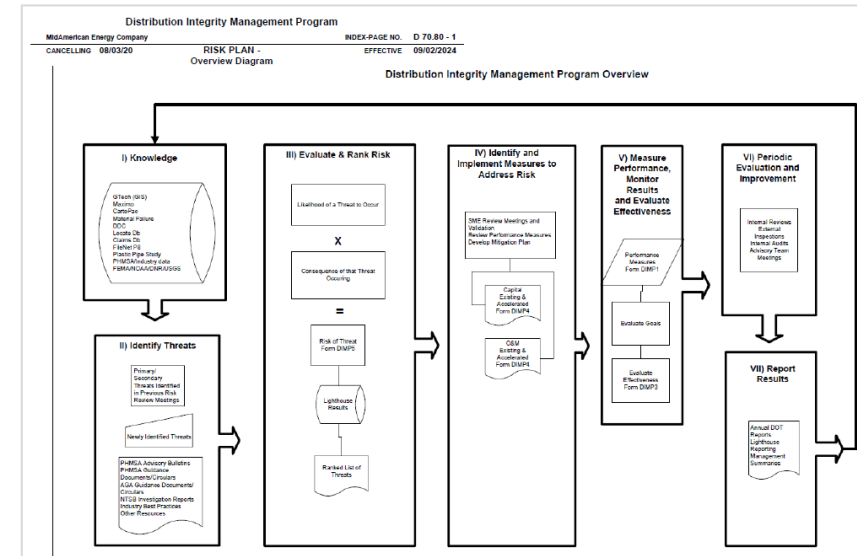 Distribution Integrity Management Program
MidAmerican Energy Company
INDEX-PAGE NO. D 70.80 - 1
CANCELLING 08/03/20
RISK PLAN -
Overview Diagram
EFFECTIVE 09/02/2024
Distribution Integrity Management Program Overview
I) Knowledge
GTech (GIS)
Maximo
CartoPac
Material Failure
DOC
Locate Db
Claims Db
FileNet P8
Plastic Pipe Study
PHMSA/Industry data
FEMA/NOAA/DNR/USGS
II) Identify Threats
Primary/
Secondary
Threats Identified
in Previous Risk
Review Meetings
Newly Identified Threats
PHMSA Advisory Bulletins
PHMSA Guidance
Documents/Circulars
AGA Guidance Documents/
Circulars
NTSB Investigation Reports
Industry Best Practices
Other Resources
III) Evaluate & Rank Risk
Likelihood of a Threat to Occur
X
Consequence of that Threat
Occuring
=
Risk of Threat
Form DIMP5
Lighthouse
Results
Ranked List of
Threats
IV) Identify and
Implement Measures to
Address Risk
SME Review Meetings and
Validation
Review Performance Measures
Develop Mitigation Plan
Capital
Existing &
Accelerated
Form DIMP4
O&M
Existing &
Accelerated
Form DIMP4
V) Measure
Performance,
Monitor
Results
and Evaluate
Effectiveness
Performance
Measures
Form DIMP1
Evaluate Goals
Evaluate
Effectiveness
Form DIMP3
VI) Periodic
Evaluation and
Improvement
Internal Reviews
External
Inspections
Internal Audits
Advisory Team
Meetings
VII) Report
Results
Annual DOT
Reports
Lighthouse
Reporting
Management
Summaries